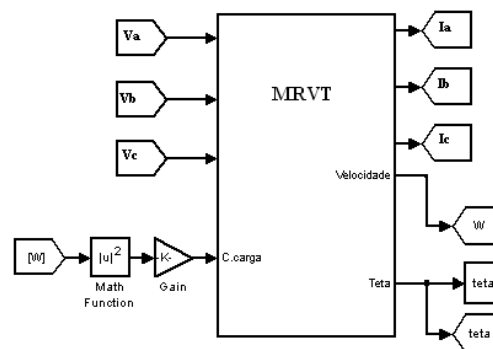 Va
Ia
Vb
MRVT
Ib
Vc
Ic
Velocidade
W
[W]
|u|²
-K-
C.carga
Teta
teta
Math
Function
Gain
teta